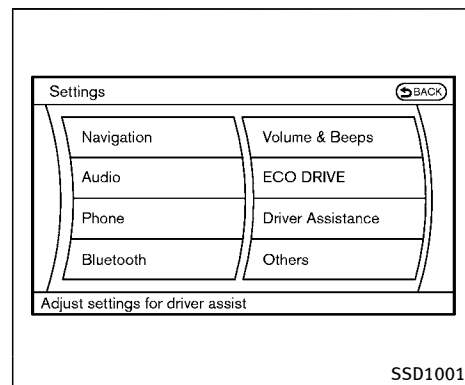 Settings
BACK
Navigation
Volume & Beeps
Audio
ECO DRIVE
Phone
Driver Assistance
Bluetooth
Others
Adjust settings for driver assist
SSD1001